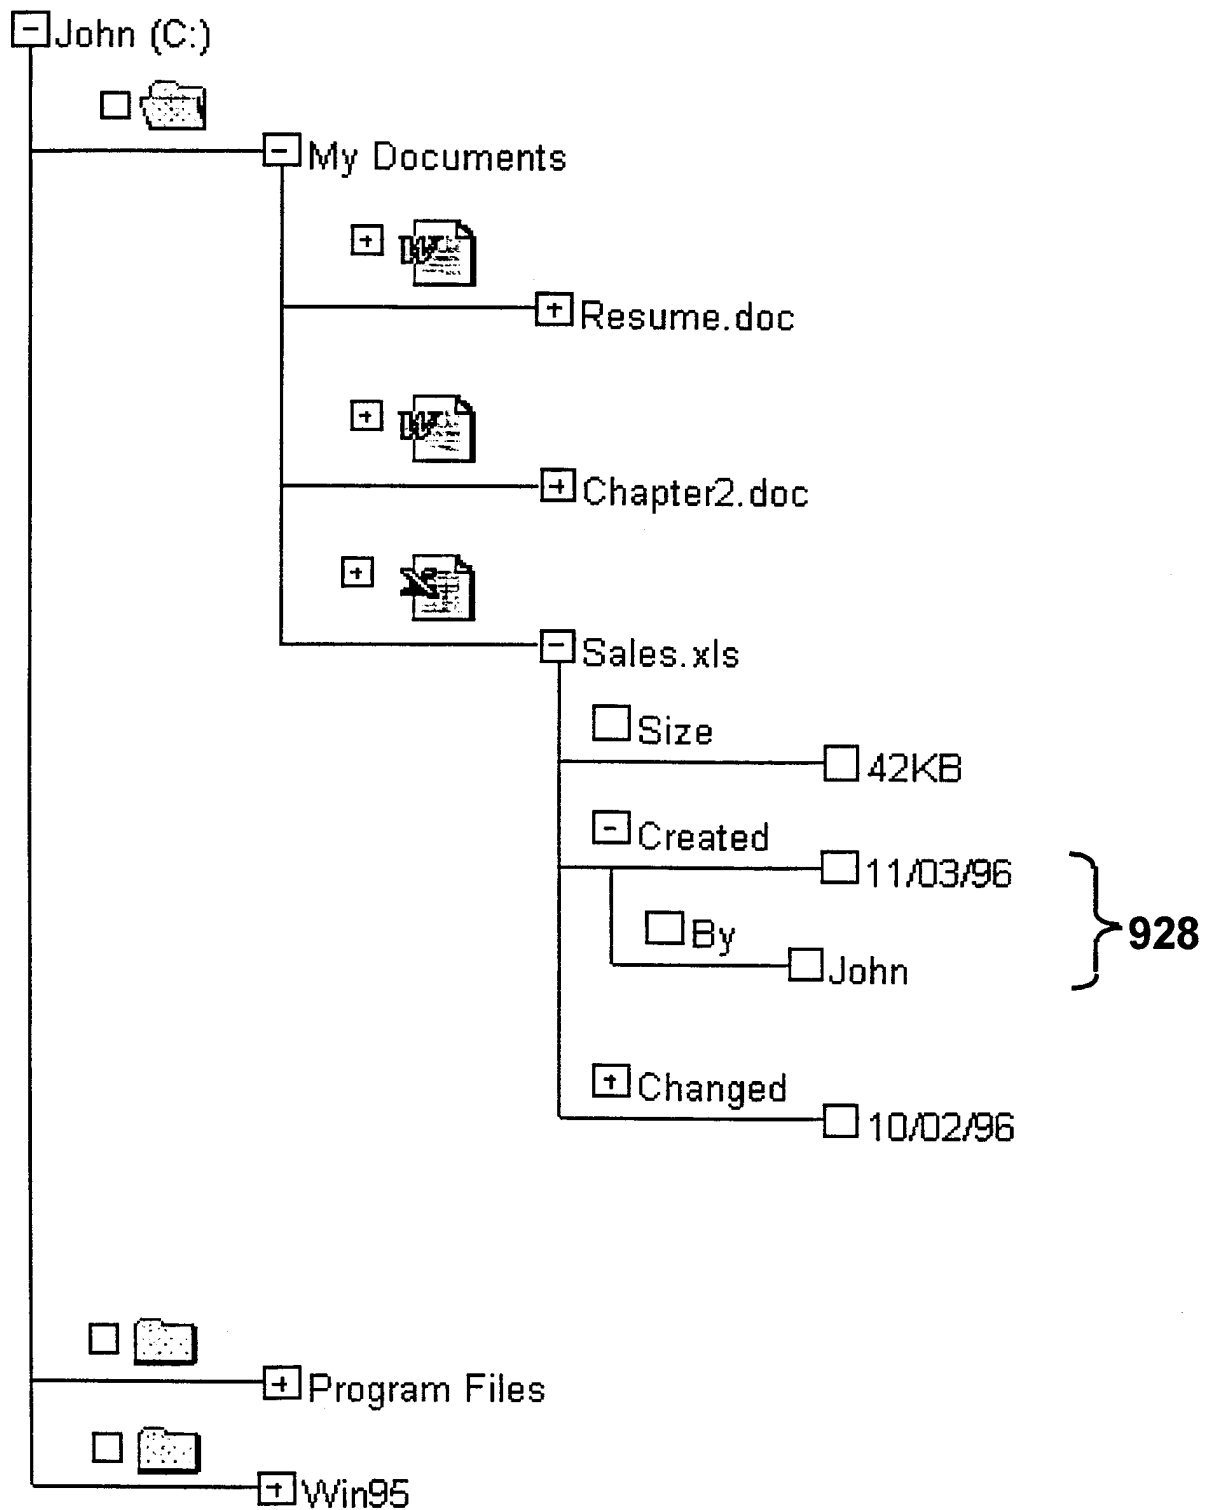 John (C:)
My Documents
W
Resume.doc
W
Chapter2.doc
X
Sales.xls
Size
42KB
Created
11/03/96
928
By
John
Changed
10/02/96
Program Files
Win95